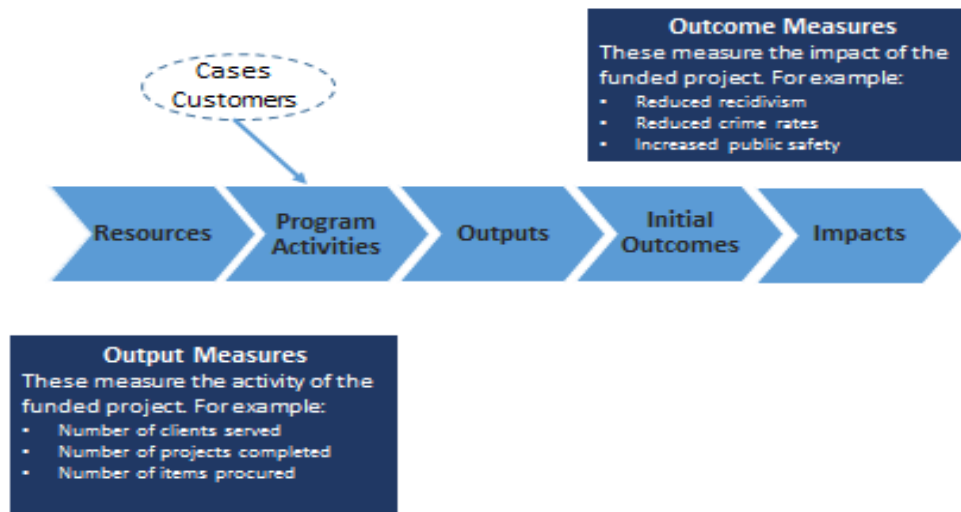 Outcome Measures
These measure the impact of the
funded project. For example:
• Reduced recidivism
• Reduced crime rates
• Increased public safety
Cases
Customers
Resources
Program
Activities
Outputs
Initial
Outcomes
Impacts
Output Measures
These measure the activity of the
funded project. For example:
• Number of clients served
• Number of projects completed
• Number of items procured